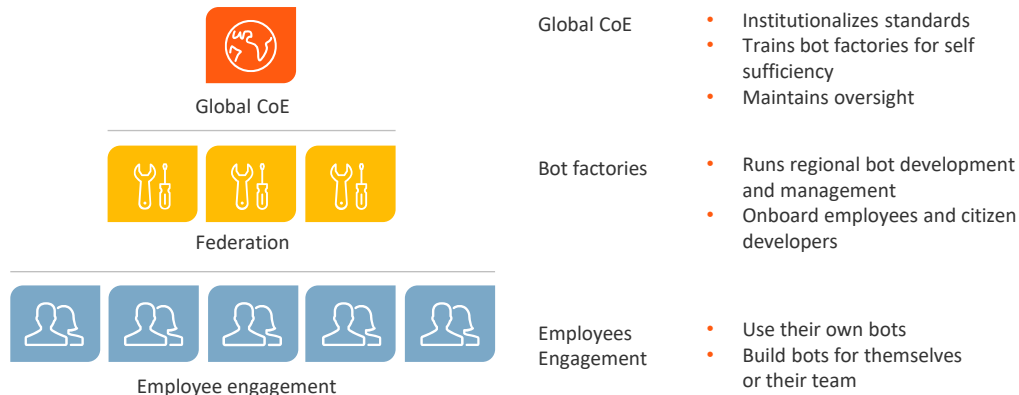 Global CoE
Federation
Employee engagement
Global CoE
• Institutionalizes standards
• Trains bot factories for self
sufficiency
• Maintains oversight
Bot factories
• Runs regional bot development
and management
• Onboard employees and citizen
developers
Employees
Engagement
• Use their own bots
• Build bots for themselves
or their team